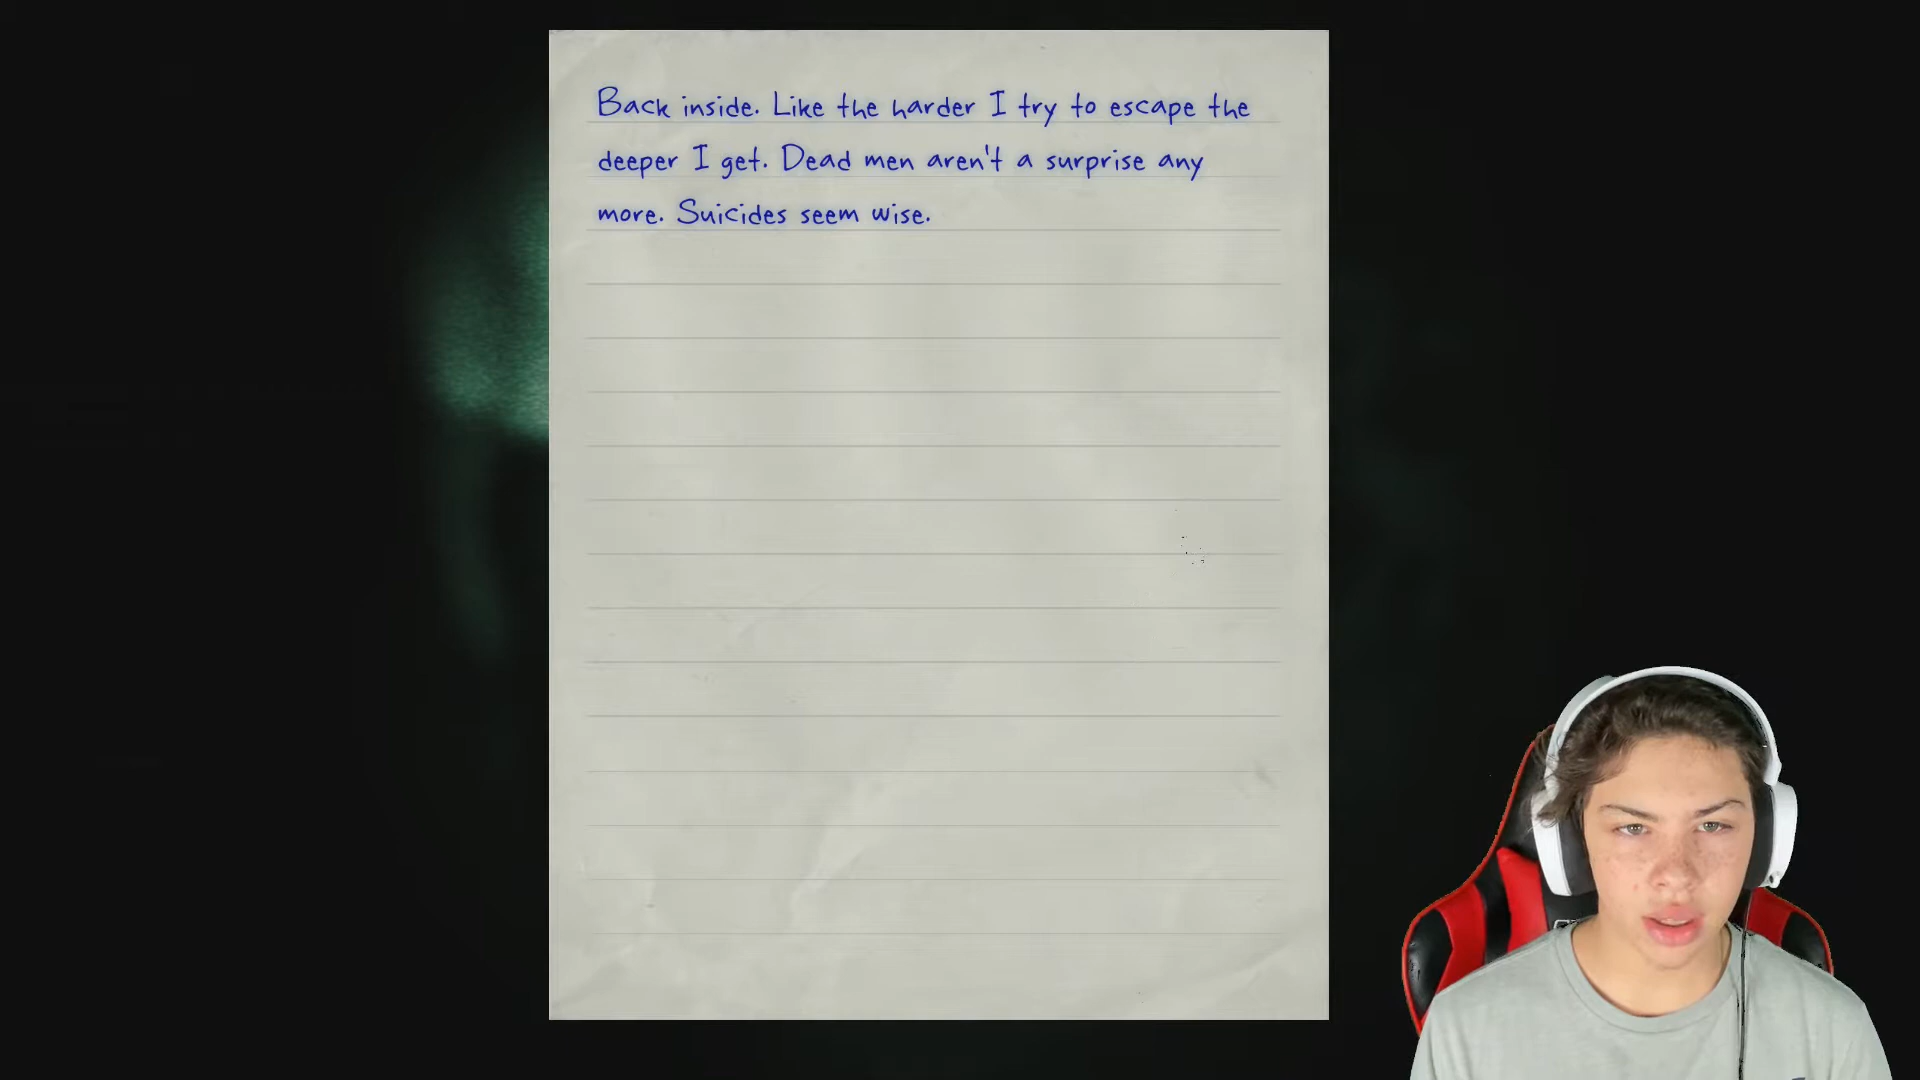 Back inside. Like the harder I try to escape the
deeper I get. Dead men aren't a surprise any
more. Suicides seem wise.